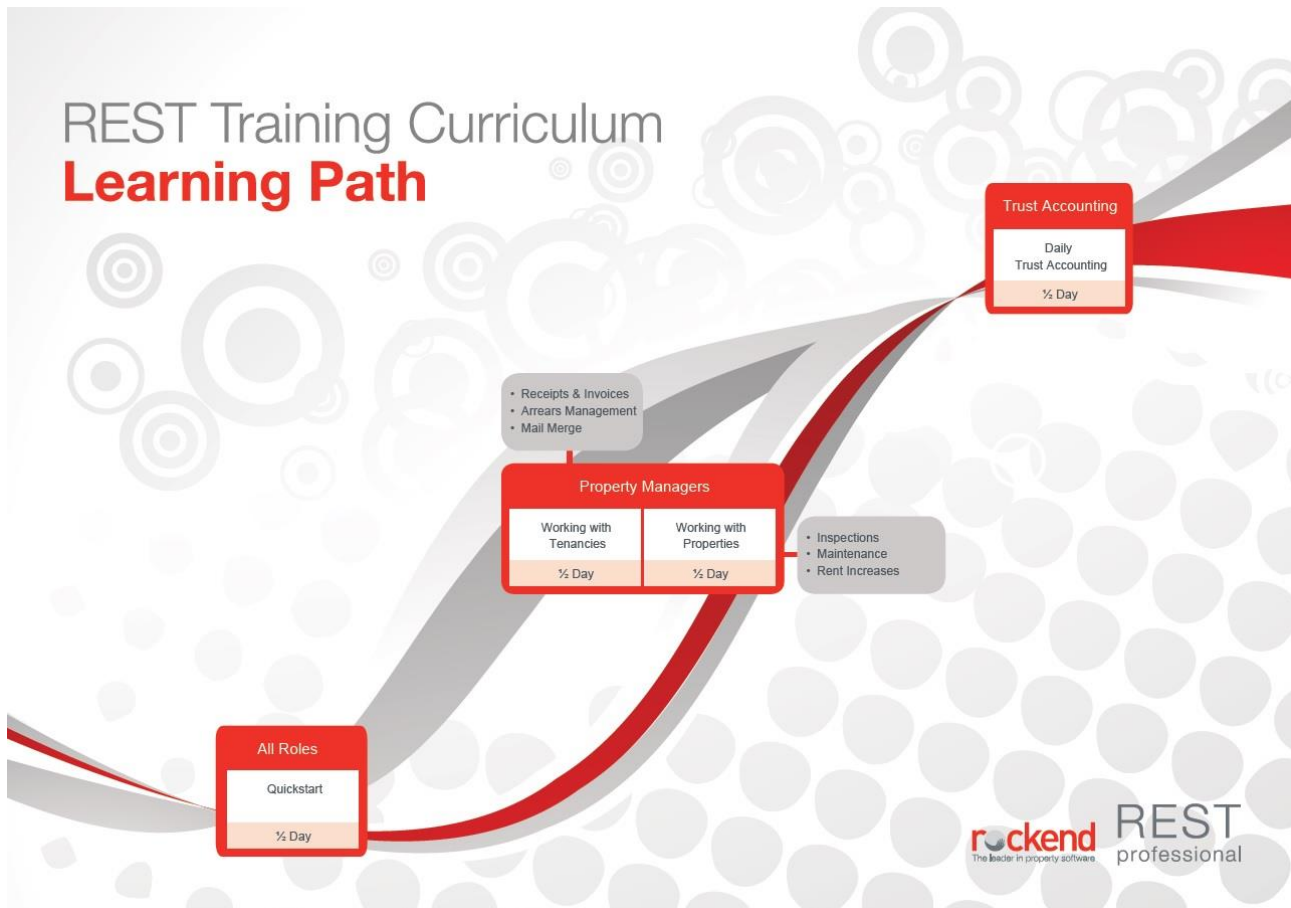 REST Training Curriculum
Learning Path
Trust Accounting
Daily
Trust Accounting
½ Day
• Receipts & Invoices
• Arrears Management
• Mail Merge
Property Managers
Working with
Tenancies
½ Day
Working with
Properties
½ Day
• Inspections
• Maintenance
• Rent Increases
All Roles
Quickstart
½ Day
rockend
The leader in property software
REST
professional